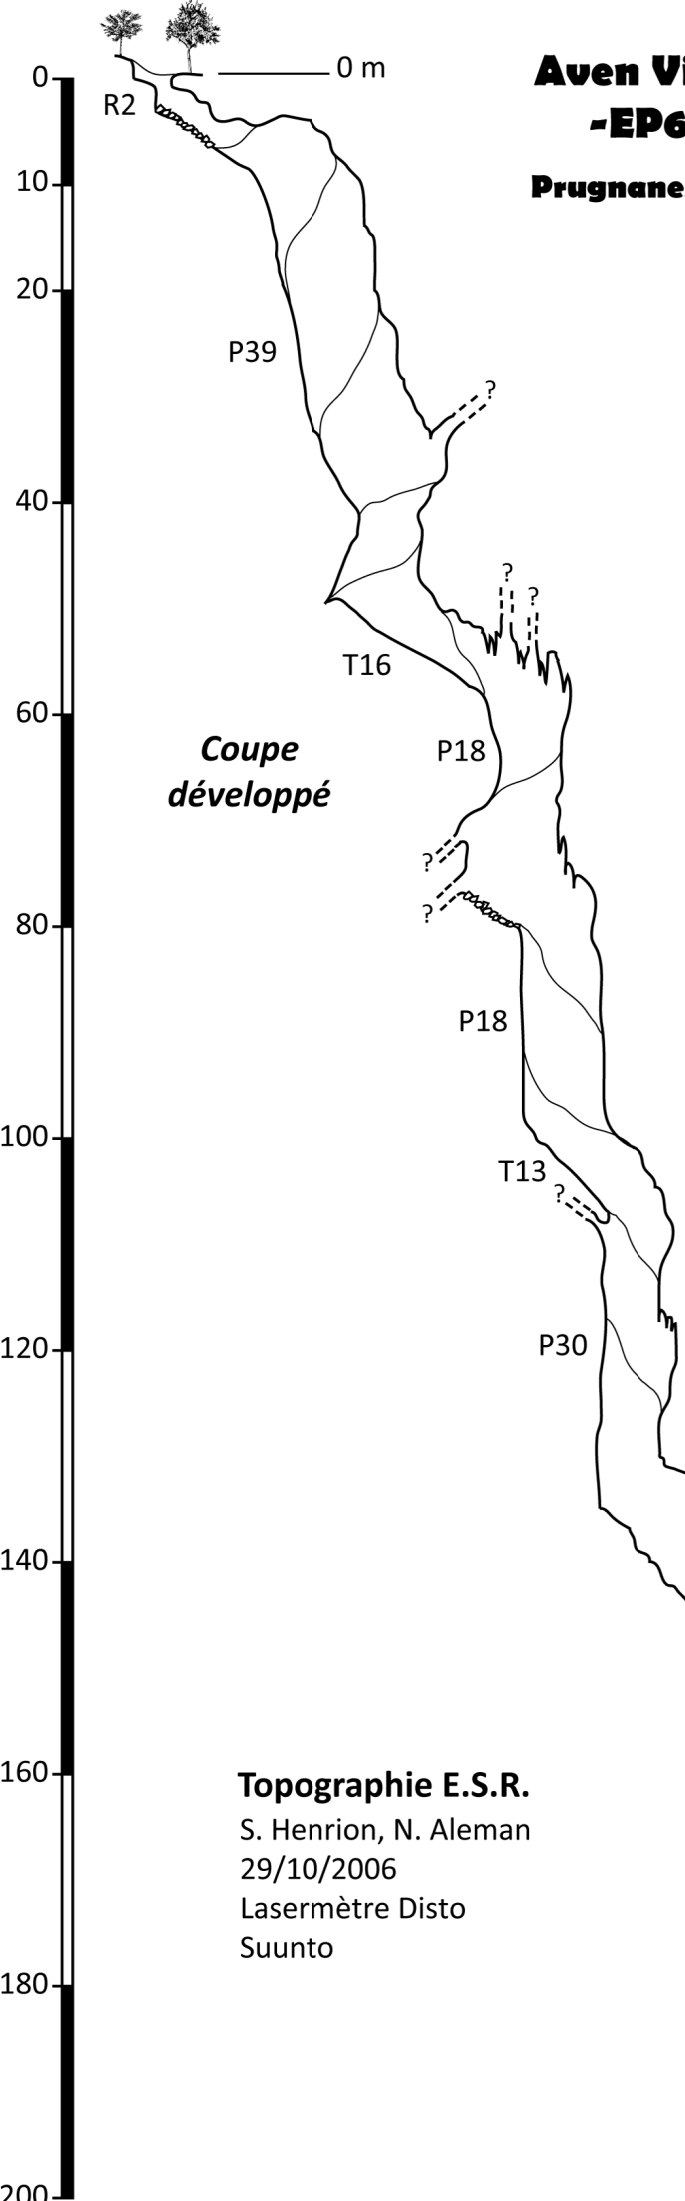 0 m
Aven Vi
-EP6
Prugnane
0
R2
10
20
P39
?
40
?
?
T16
60
P18
Coupe
développé
?
?
80
P18
100
T13
?
120
P30
140
160
Topographie E.S.R.
S. Henrion, N. Aleman
29/10/2006
Lasermètre Disto
Suunto
180
200